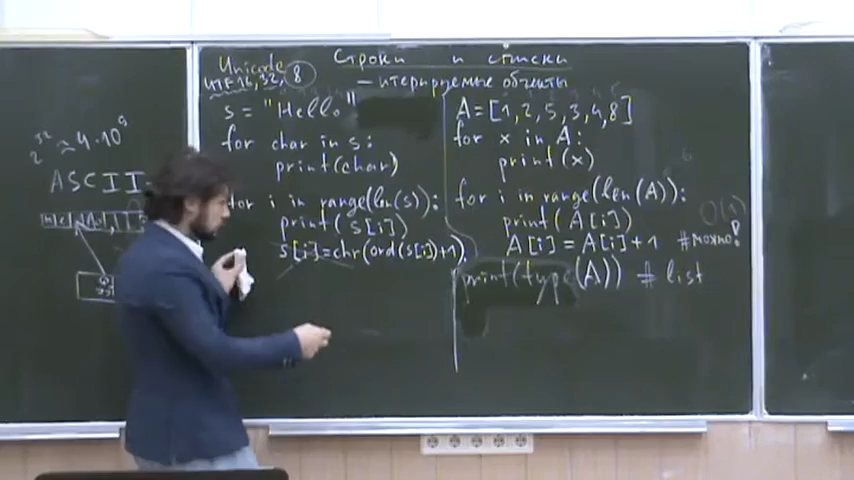 Строки и списки
– итерируемые объекты
Unicode
UTF 16, 32, 8
s = "Hello"
for char in s:
print(char)
for i in range(len(s)):
print(s[i])
s[i]=chr(ord(s[i])+1)
A=[1,2,5,3,4,8]
for x in A:
print(x)
for i in range(len(A)):
print(A[i])
A[i]=A[i]+1 #можно!
print(type(A)) # list
2³² ≈ 4·10⁹
ASCII